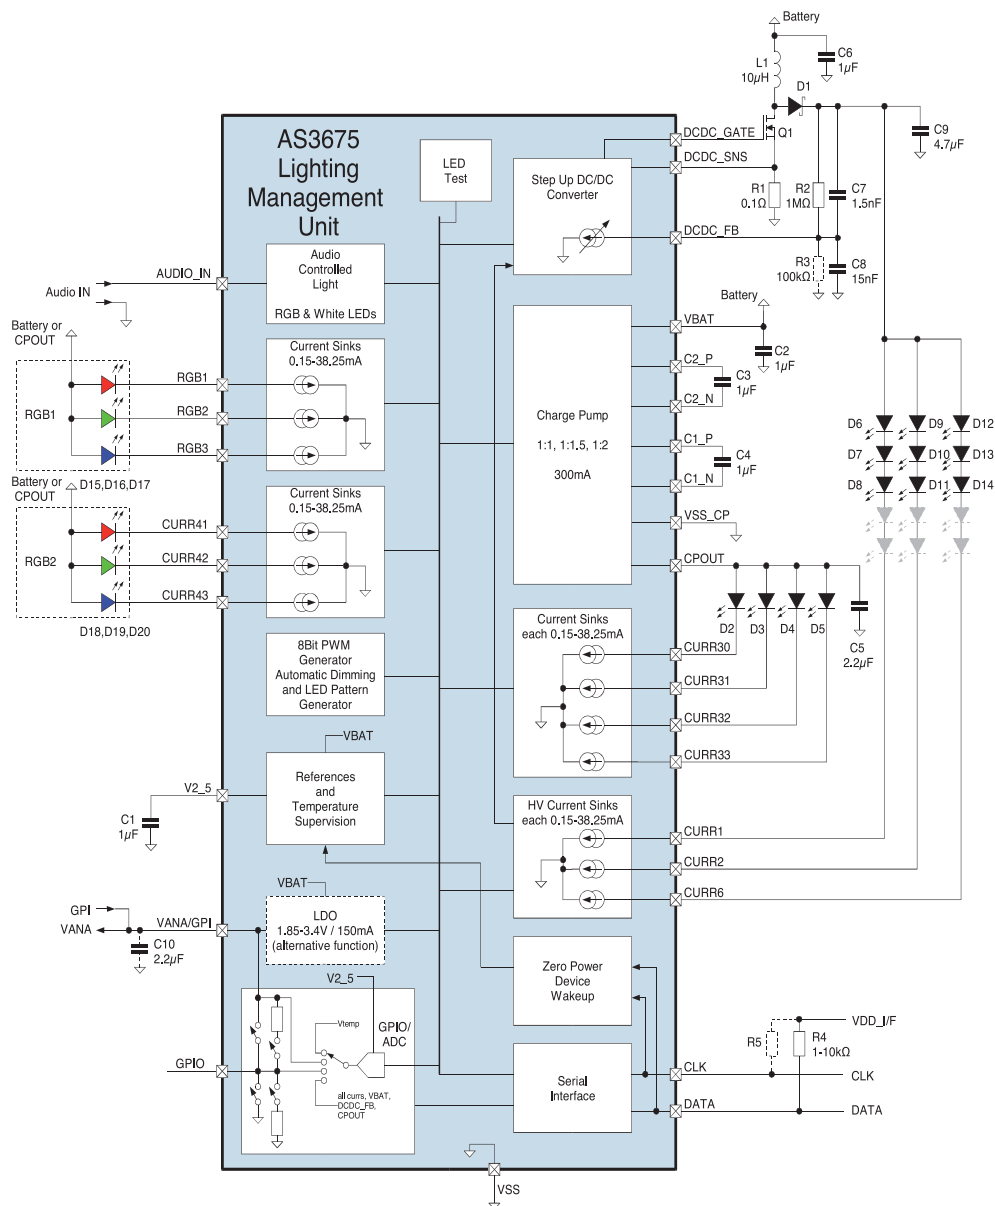 Battery
L1
10µH
C6
1µF
D1
Q1
C9
4.7µF
R1
0.1Ω
R2
1MΩ
C7
1.5nF
R3
100kΩ
C8
15nF
DCDC_GATE
DCDC_SNS
DCDC_FB
AS3675
Lighting
Management
Unit
LED
Test
Step Up DC/DC
Converter
AUDIO_IN
Audio IN
Audio
Controlled
Light
RGB & White LEDs
Battery or
CPOUT
RGB1
RGB1
RGB2
RGB3
D15,D16,D17
Current Sinks
0.15-38.25mA
Battery or
CPOUT
RGB2
CURR41
CURR42
CURR43
D18,D19,D20
Current Sinks
0.15-38.25mA
Charge Pump
1:1, 1:1.5, 1:2
300mA
Battery
VBAT
C2
1µF
C2_P
C3
1µF
C2_N
C1_P
C4
1µF
C1_N
VSS_CP
CPOUT
D6
D9
D12
D7
D10
D13
D8
D11
D14
D2
D3
D4
D5
C5
2.2µF
8Bit PWM
Generator
Automatic Dimming
and LED Pattern
Generator
Current Sinks
each 0.15-38.25mA
CURR30
CURR31
CURR32
CURR33
VBAT
V2_5
C1
1µF
References
and
Temperature
Supervision
HV Current Sinks
each 0.15-38.25mA
CURR1
CURR2
CURR6
VBAT
GPI
VANA
VANA/GPI
C10
2.2µF
LDO
1.85-3.4V / 150mA
(alternative function)
Zero Power
Device
Wakeup
V2_5
Vtemp
GPIO/
ADC
GPIO
all currs, VBAT,
DCDC_FB,
CPOUT
Serial
Interface
VDD_I/F
R5
R4
1-10kΩ
CLK
CLK
DATA
DATA
VSS